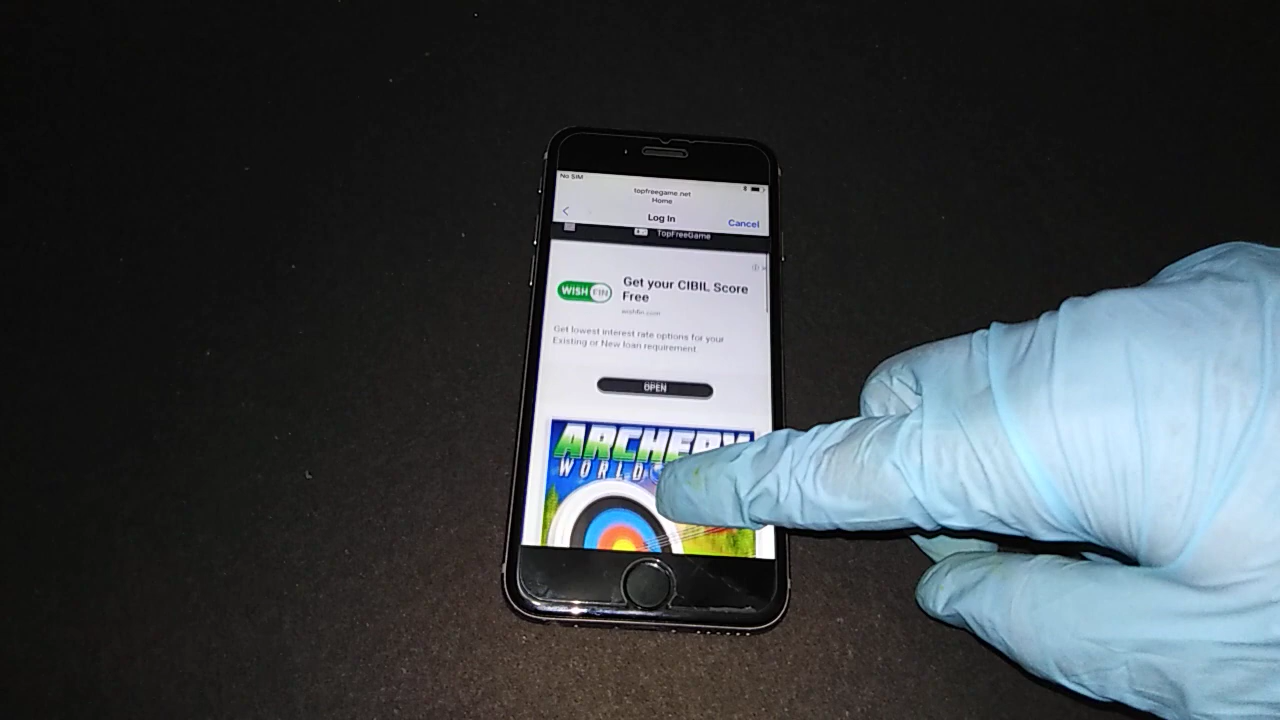 No SIM
topfreegame.net
Home
Log In
Cancel
TopFreeGame
WISH FIN
Get your CIBIL Score
Free
wishfin.com
Get lowest interest rate options for your
Existing or New loan requirement
OPEN
ARCHERY
WORLD